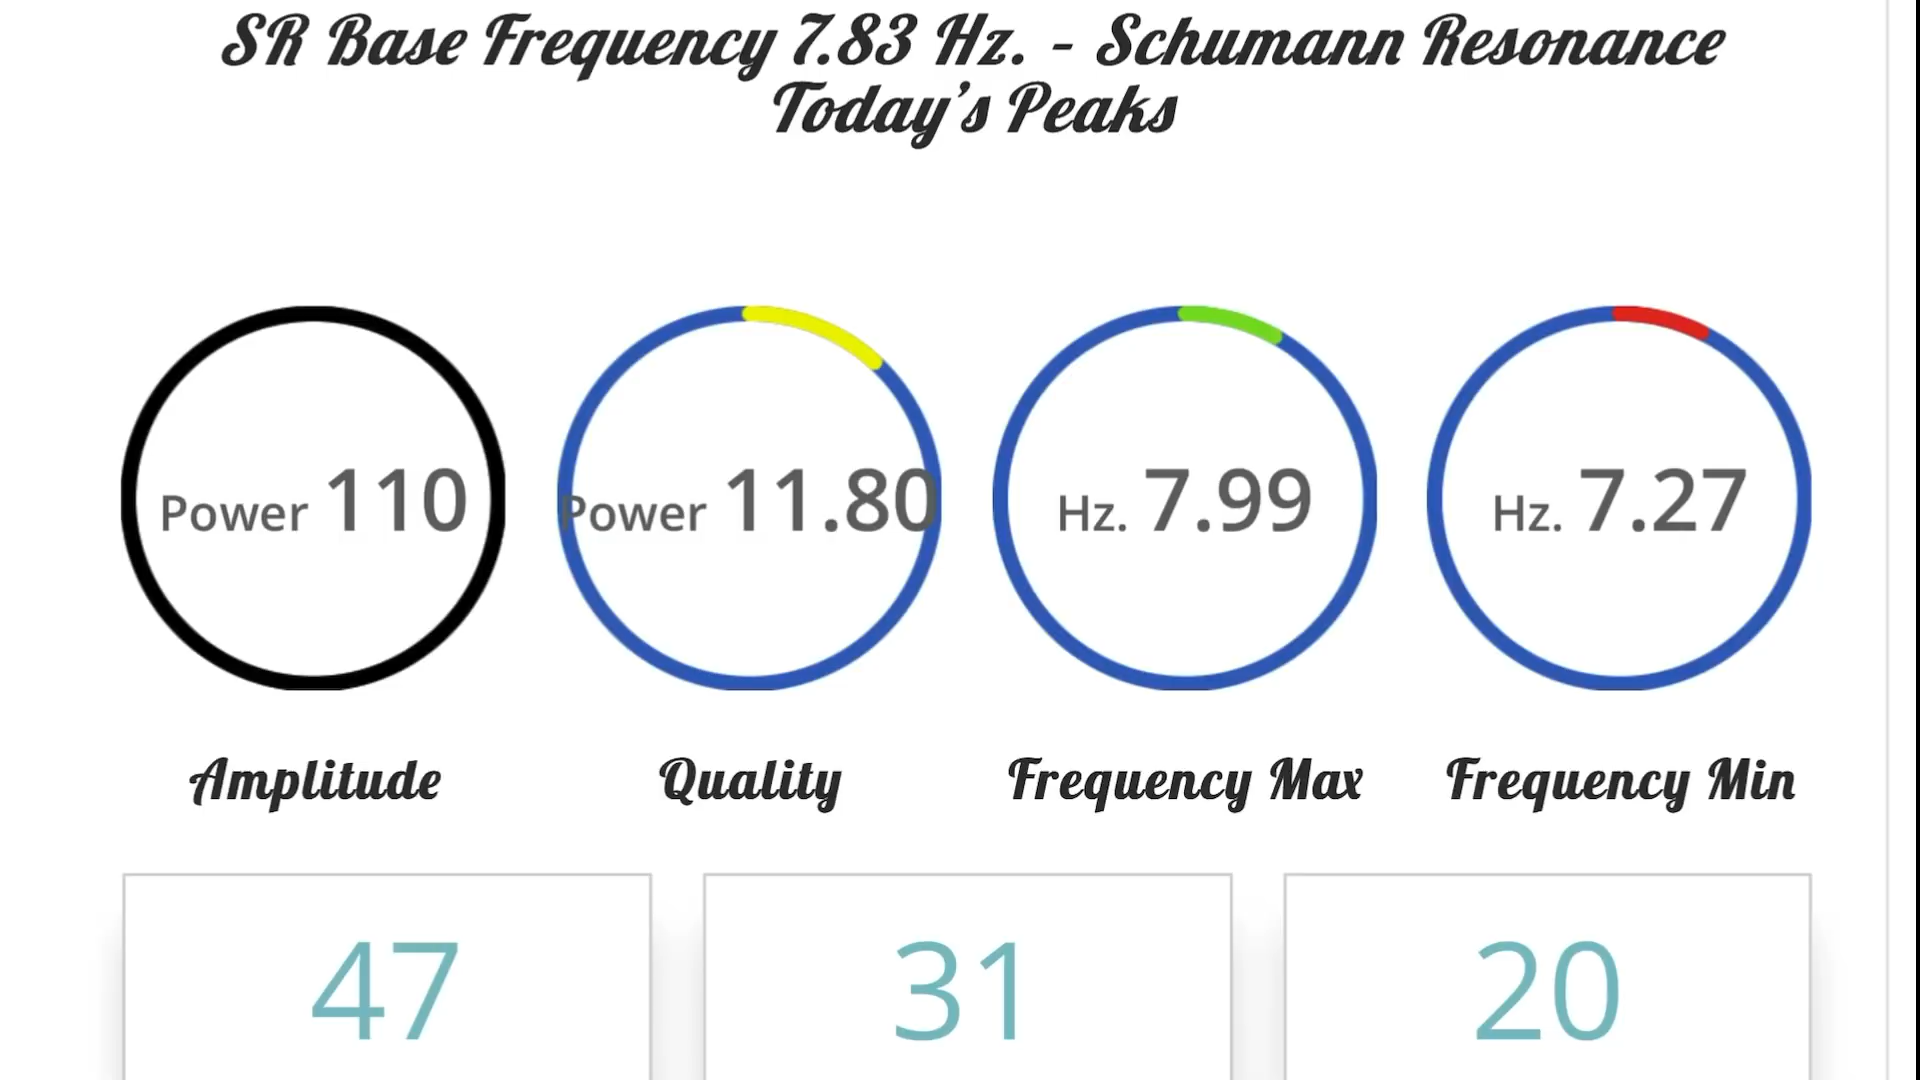 SR Base Frequency 7.83 Hz. - Schumann Resonance
Today's Peaks
Power 110
Power 11.80
Hz. 7.99
Hz. 7.27
Amplitude
Quality
Frequency Max
Frequency Min
47
31
20